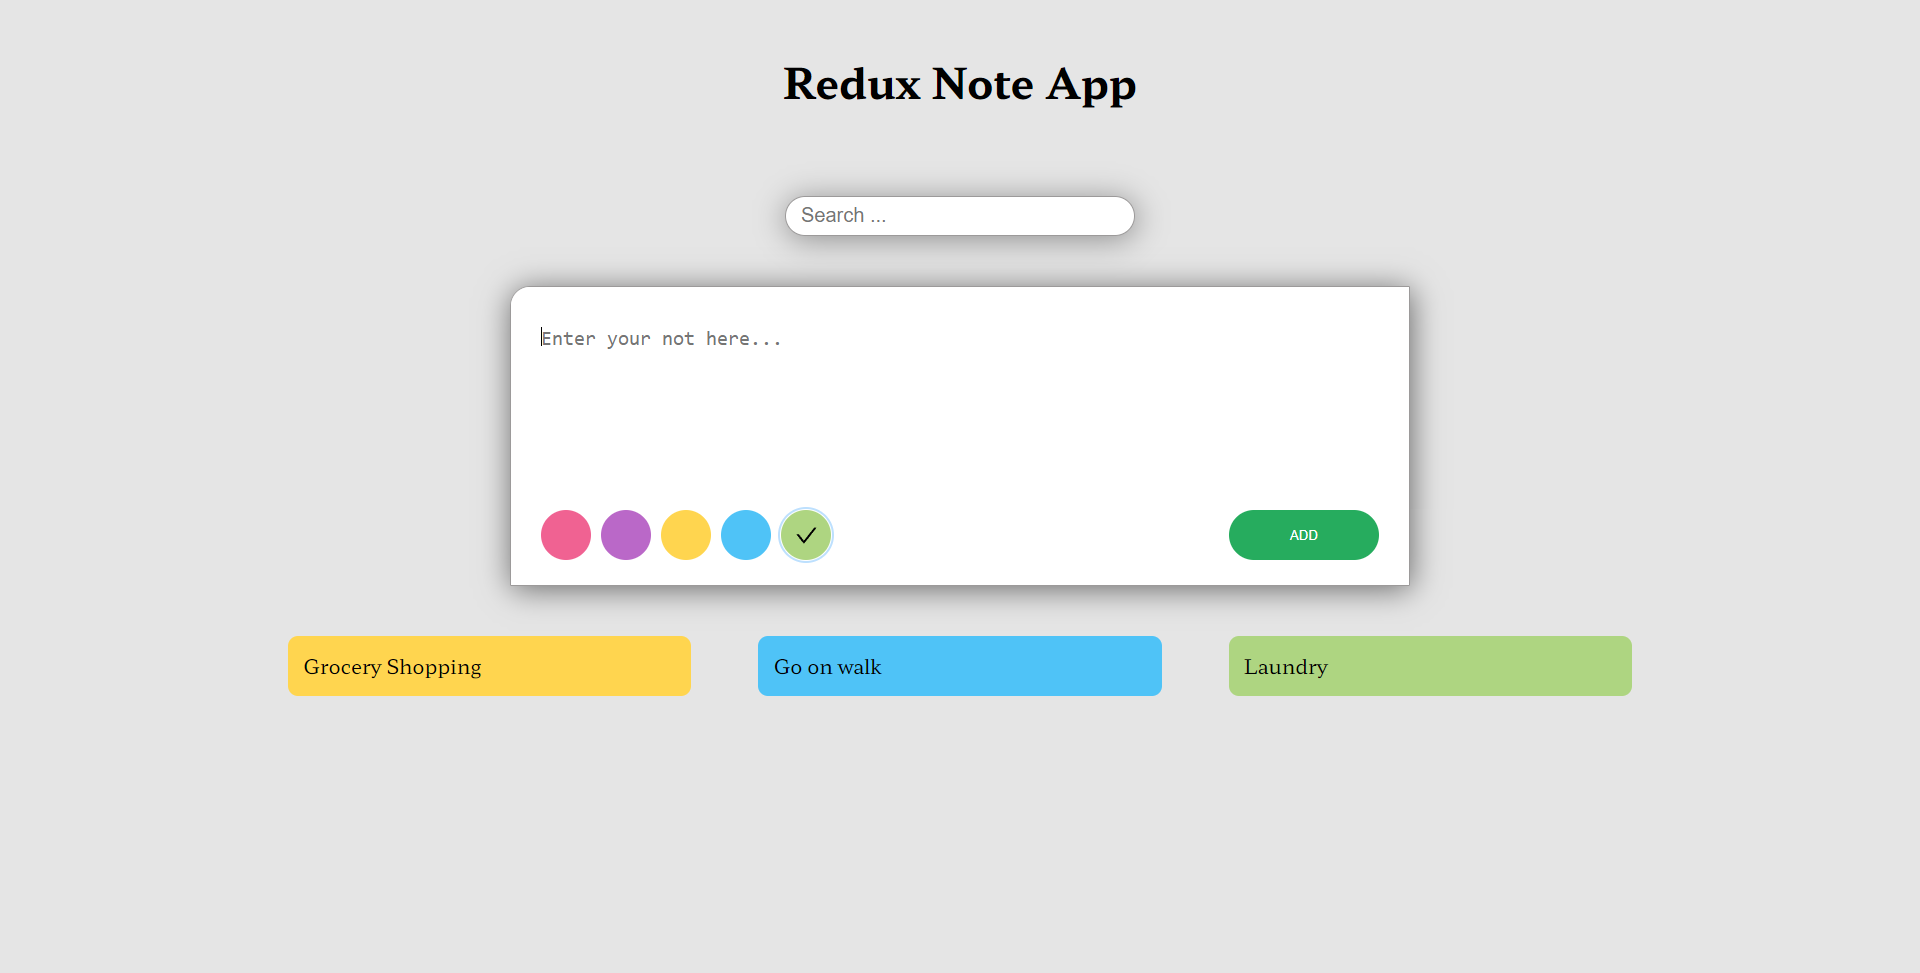 Redux Note App
Search ...
Enter your not here...
ADD
Grocery Shopping
Go on walk
Laundry